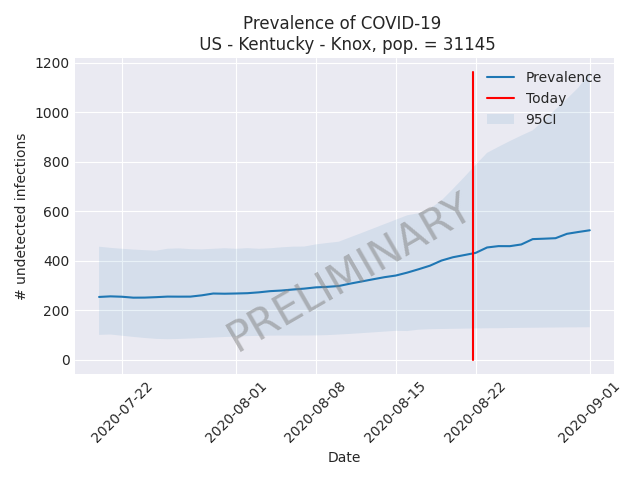 Prevalence of COVID-19
US - Kentucky - Knox, pop. = 31145
# undetected infections
1200
1000
800
600
400
200
0
Prevalence
Today
95CI
PRELIMINARY
2020-07-22
2020-08-01
2020-08-08
2020-08-15
2020-08-22
2020-09-01
Date